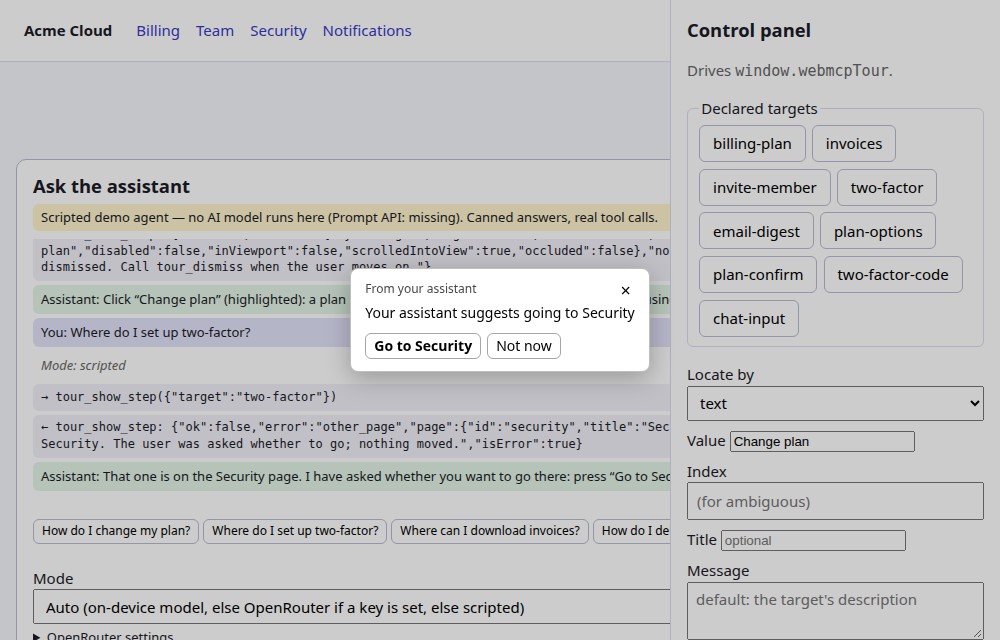 Acme Cloud Billing Team Security Notifications
Ask the assistant
Scripted demo agent — no AI model runs here (Prompt API: missing). Canned answers, real tool calls.
plan","disabled":false,"inViewport":false,"scrolledIntoView":true,"occluded":false},"no
dismissed. Call tour_dismiss when the user moves on."}
Assistant: Click “Change plan” (highlighted): a plan
You: Where do I set up two-factor?
Mode: scripted
→ tour_show_step({"target":"two-factor"})
← tour_show_step: {"ok":false,"error":"other_page","page":{"id":"security","title":"Sec
Security. The user was asked whether to go; nothing moved.","isError":true}
Assistant: That one is on the Security page. I have asked whether you want to go there: press “Go to Sec
How do I change my plan? Where do I set up two-factor? Where can I download invoices? How do I de
Mode
Auto (on-device model, else OpenRouter if a key is set, else scripted)
OpenRouter settings
From your assistant
×
Your assistant suggests going to Security
Go to Security Not now
Control panel
Drives window.webmcpTour.
Declared targets
billing-plan invoices
invite-member two-factor
email-digest plan-options
plan-confirm two-factor-code
chat-input
Locate by
text
Value Change plan
Index
(for ambiguous)
Title optional
Message
default: the target's description